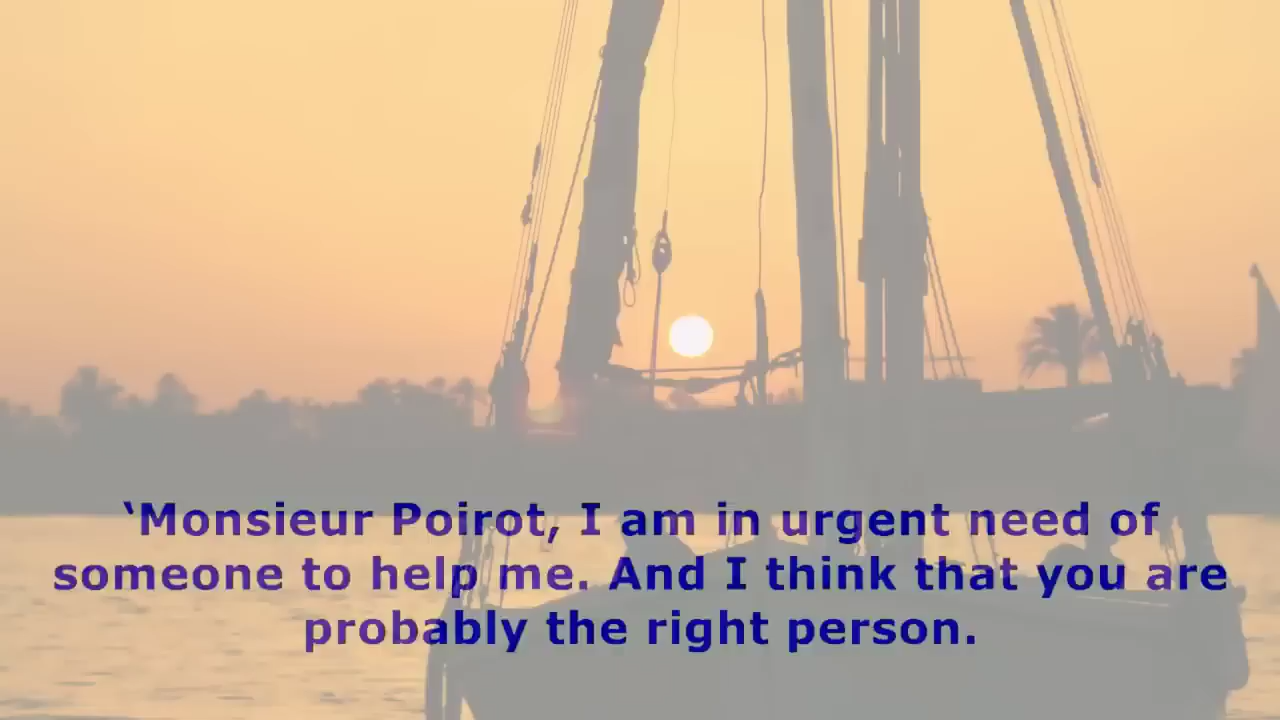 ‘Monsieur Poirot, I am in urgent need of
someone to help me. And I think that you are
probably the right person.